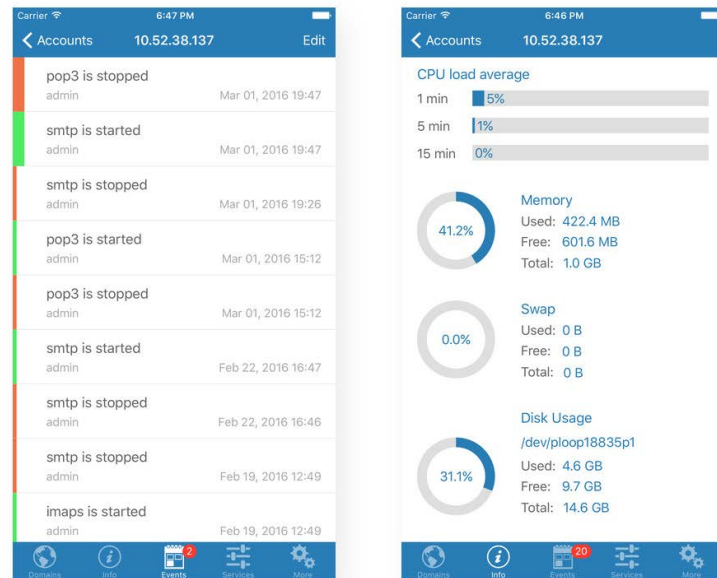 Carrier 6:47 PM
Accounts 10.52.38.137 Edit
pop3 is stopped
admin Mar 01, 2016 19:47
smtp is started
admin Mar 01, 2016 19:47
smtp is stopped
admin Mar 01, 2016 19:26
pop3 is started
admin Mar 01, 2016 15:12
pop3 is stopped
admin Mar 01, 2016 15:12
smtp is started
admin Feb 22, 2016 16:47
smtp is stopped
admin Feb 22, 2016 16:46
smtp is stopped
admin Feb 19, 2016 12:49
imaps is started
admin Feb 19, 2016 12:49
2
Domains Info Events Services More
Carrier 6:46 PM
Accounts 10.52.38.137
CPU load average
1 min 5%
5 min 1%
15 min 0%
Memory
41.2%
Used: 422.4 MB
Free: 601.6 MB
Total: 1.0 GB
Swap
0.0%
Used: 0 B
Free: 0 B
Total: 0 B
Disk Usage
/dev/ploop18835p1
31.1%
Used: 4.6 GB
Free: 9.7 GB
Total: 14.6 GB
20
Domains Info Events Services More